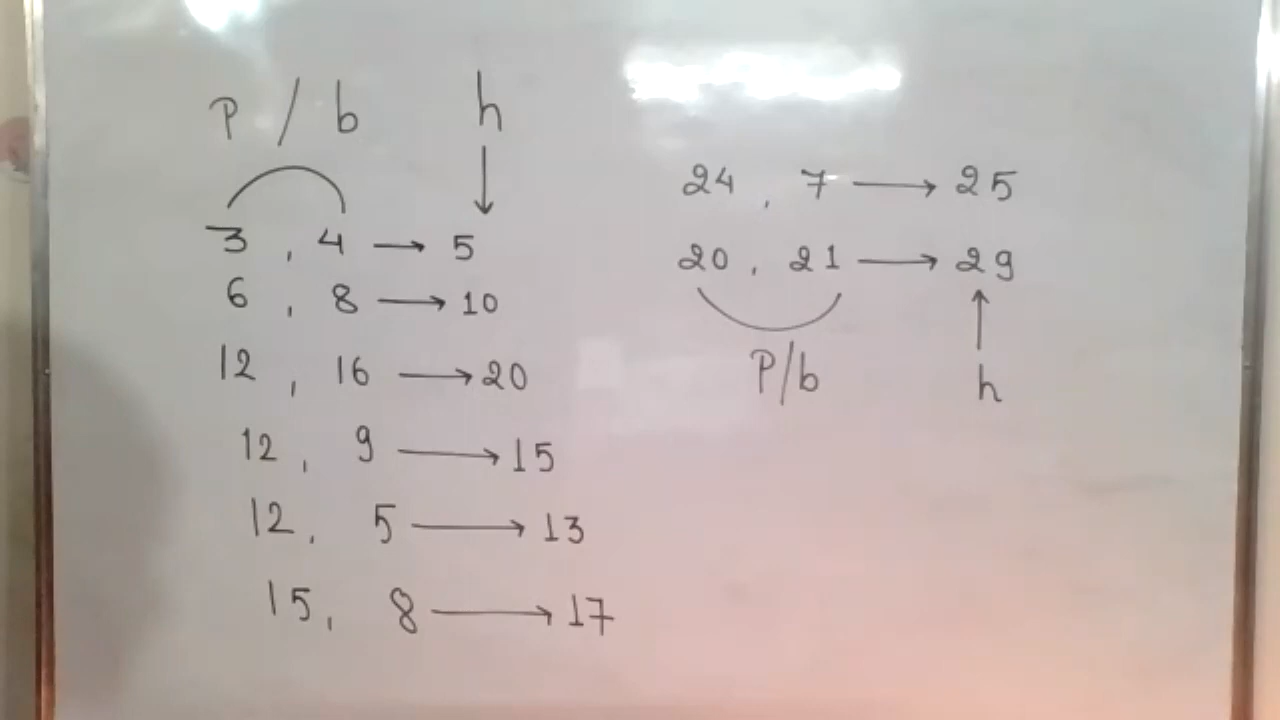 P / b h
3 , 4 → 5
6 , 8 → 10
12 , 16 → 20
12 , 9 → 15
12 , 5 → 13
15 , 8 → 17
24 , 7 → 25
20 , 21 → 29
P/b h